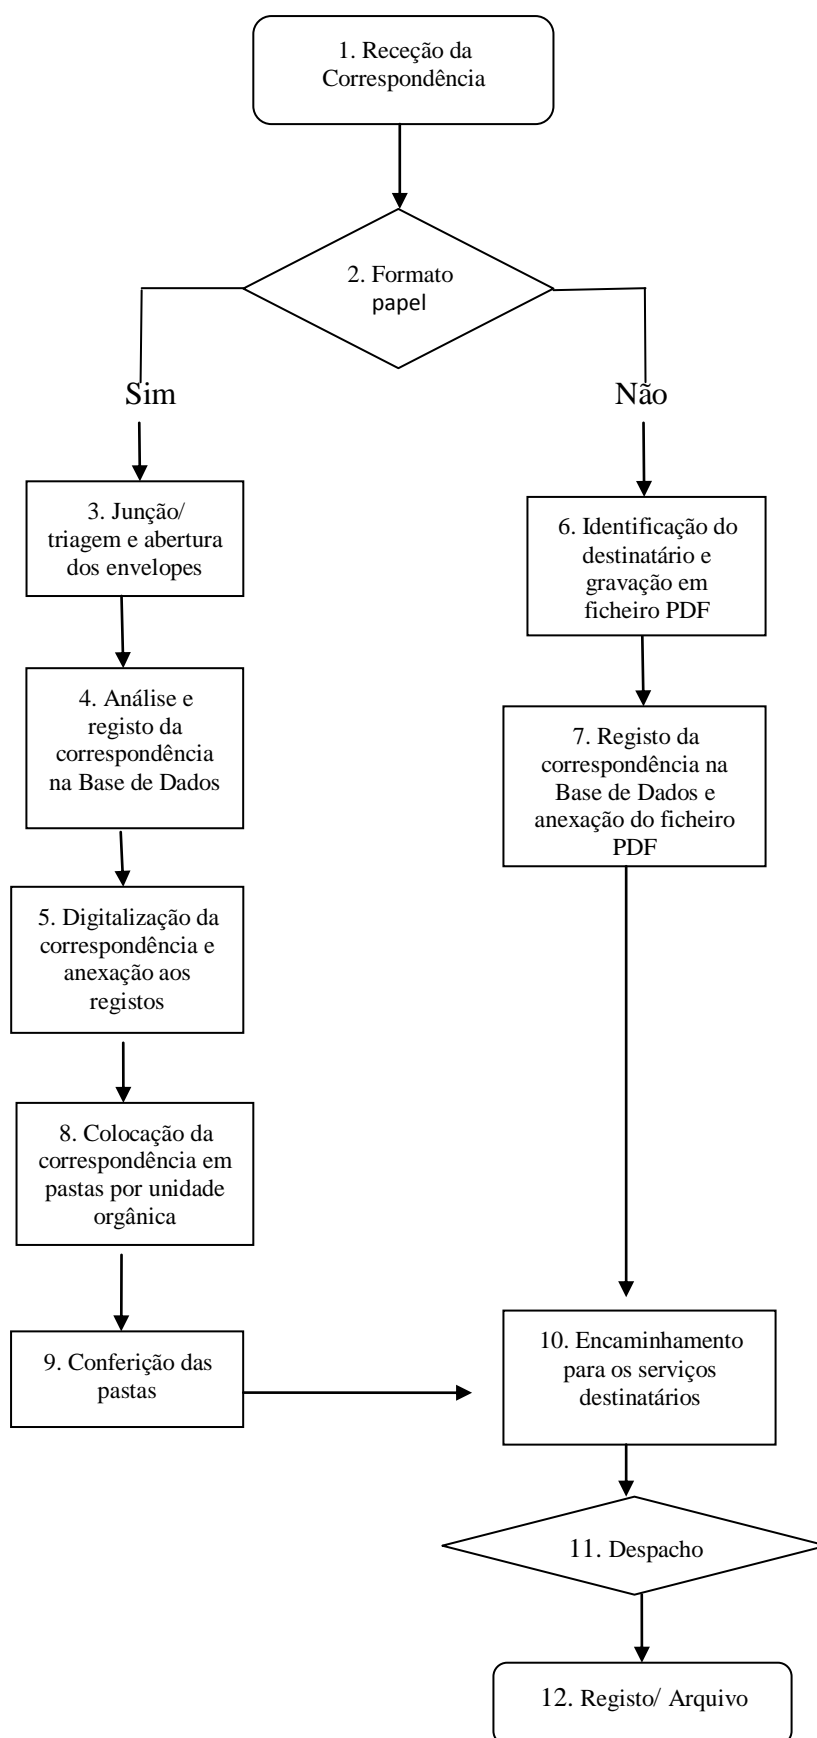 1. Receção da
Correspondência
2. Formato
papel
Sim
Não
3. Junção/
triagem e abertura
dos envelopes
4. Análise e
registo da
correspondência
na Base de Dados
5. Digitalização da
correspondência e
anexação aos
registos
6. Identificação do
destinatário e
gravação em
ficheiro PDF
7. Registo da
correspondência na
Base de Dados e
anexação do ficheiro
PDF
8. Colocação da
correspondência em
pastas por unidade
orgânica
9. Conferição das
pastas
10. Encaminhamento
para os serviços
destinatários
11. Despacho
12. Registo/ Arquivo